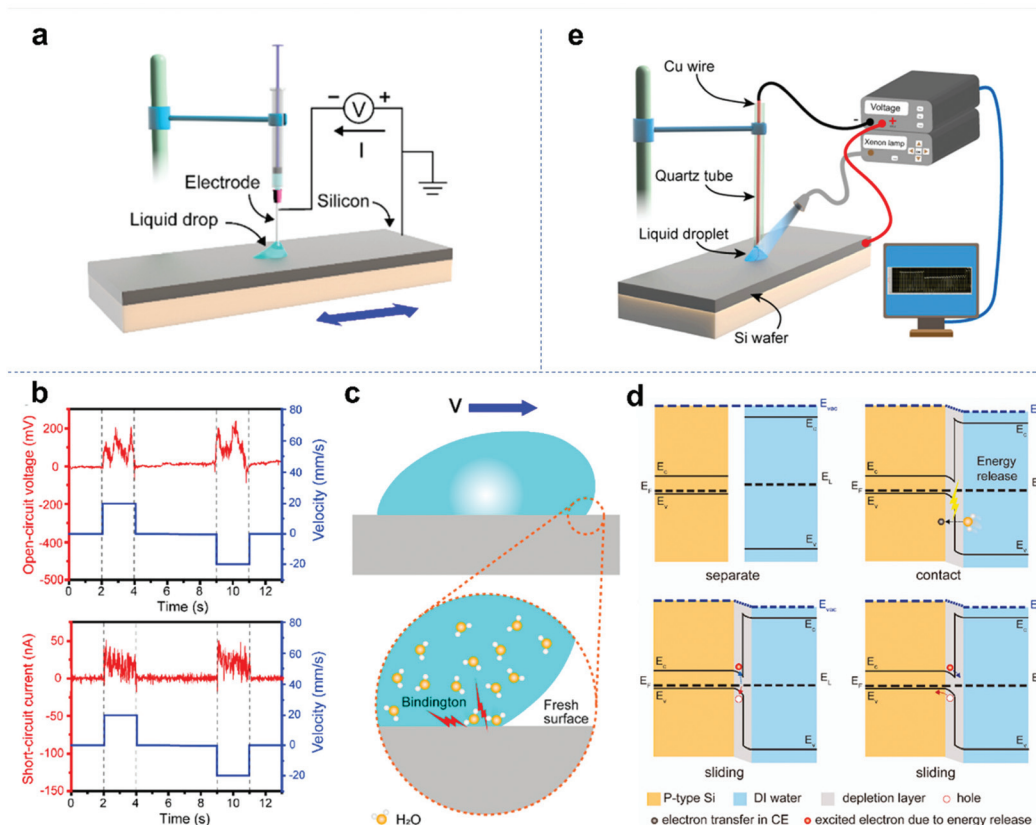 a
Electrode
Liquid drop
Silicon
−
V
+
I
e
Cu wire
Quartz tube
Liquid droplet
Si wafer
-
Voltage
+
Xenon lamp
b
Open-circuit voltage (mV)
200
0
-200
-400
-500
80
60
40
20
0
-20
Velocity (mm/s)
0 2 4 6 8 10 12
Time (s)
Short-circuit current (nA)
50
0
-50
-100
-150
80
60
40
20
0
-20
Velocity (mm/s)
0 2 4 6 8 10 12
Time (s)
c
V
Bindington
Fresh
surface
H₂O
d
Evac
Ec
Ec
EF
EL
Ev
Ev
separate
E
Ec
Ec
Energy
release
EF
E
Ev
Ev
contact
Evac
Ec
Ec
EF
EL
Ev
Ev
sliding
E
Ec
Ec
EF
E
Ev
Ev
sliding
P-type Si
DI water
depletion layer
hole
electron transfer in CE
excited electron due to energy release